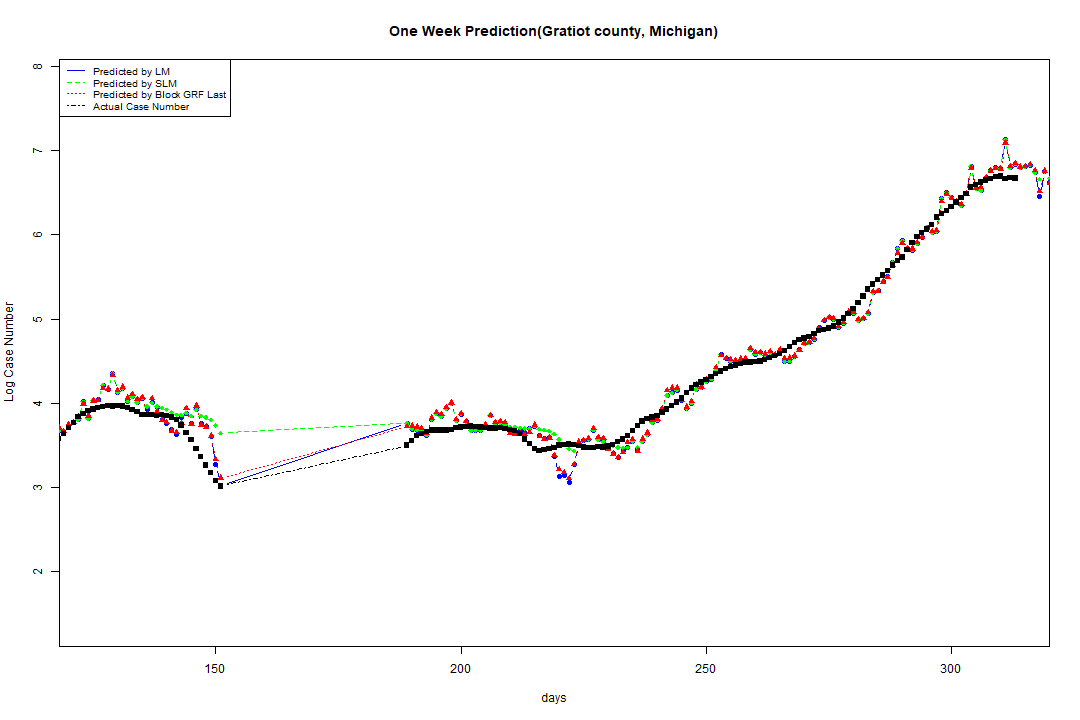 One Week Prediction(Gratiot county, Michigan)
Predicted by LM
Predicted by SLM
Predicted by Block GRF Last
Actual Case Number
Log Case Number
8
7
6
5
4
3
2
150 200 250 300
days